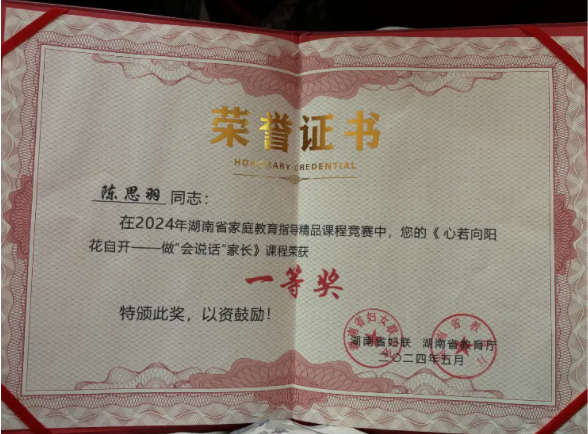 荣誉证书
HONORARY CREDENTIAL
陈思羽 同志：
在2024年湖南省家庭教育指导精品课程竞赛中，您的《心若向阳
花自开——做“会说话”家长》课程荣获
一等奖
特颁此奖，以资鼓励！
湖南省妇联 湖南省教育厅
二〇二四年五月